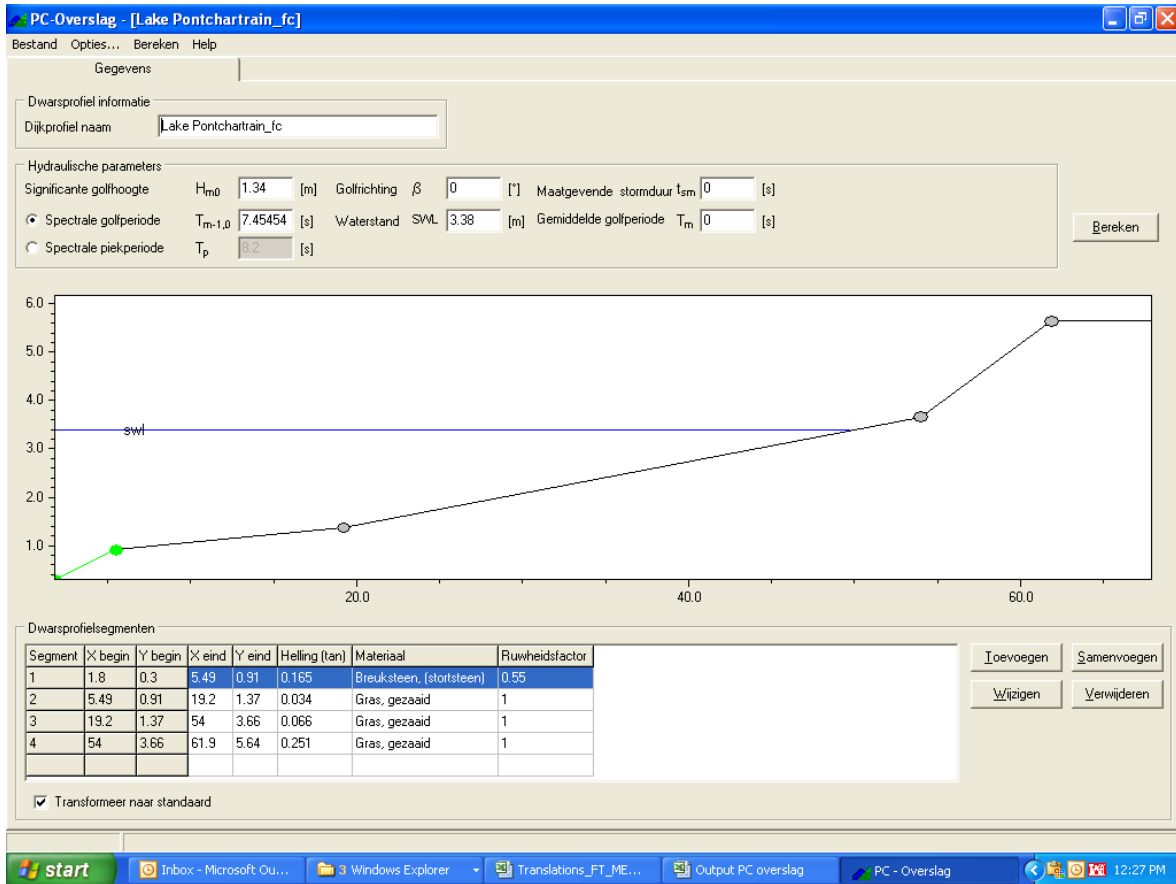 PC-Overslag - [Lake Pontchartrain_fc]
Bestand Opties... Bereken Help
Gegevens
Dwarsprofiel informatie
Dijkprofiel naam Lake Pontchartrain_fc
Hydraulische parameters
Significante golfhoogte Hm0 1.34 [m] Golfrichting β 0 [°] Maatgevende stormduur tsm 0 [s]
Spectrale golfperiode Tm-1,0 7.45454 [s] Waterstand SWL 3.38 [m] Gemiddelde golfperiode Tm 0 [s]
Spectrale piekperiode Tp 8.2 [s]
Bereken
6.0
5.0
4.0
swl
3.0
2.0
1.0
20.0 40.0 60.0
Dwarsprofielsegmenten
Segment X begin Y begin X eind Y eind Helling (tan) Materiaal Ruwheidsfactor
1 1.8 0.3 5.49 0.91 0.165 Breuksteen, (stortsteen) 0.55
2 5.49 0.91 19.2 1.37 0.034 Gras, gezaaid 1
3 19.2 1.37 54 3.66 0.066 Gras, gezaaid 1
4 54 3.66 61.9 5.64 0.251 Gras, gezaaid 1
Toevoegen Samenvoegen
Wijzigen Verwijderen
Transformeer naar standaard
start Inbox - Microsoft Ou... 3 Windows Explorer Translations_FT_ME... Output PC overslag PC - Overslag 12:27 PM